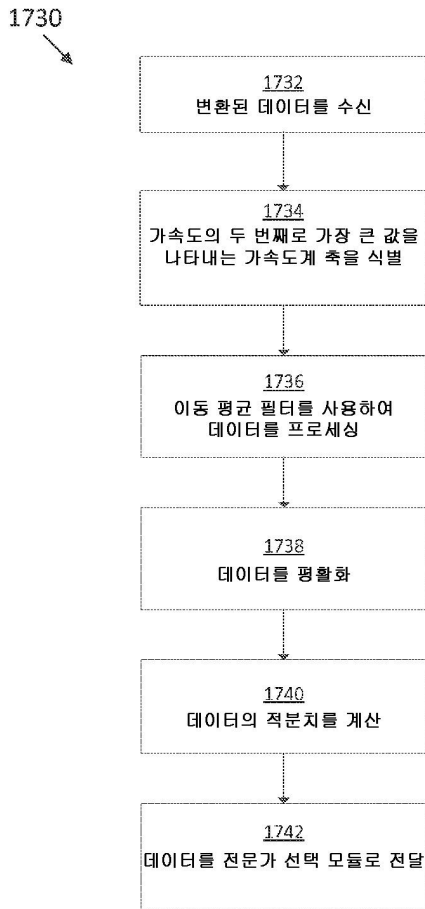 1730
1732
변환된 데이터를 수신
1734
가속도의 두 번째로 가장 큰 값을
나타내는 가속도계 축을 식별
1736
이동 평균 필터를 사용하여
데이터를 프로세싱
1738
데이터를 평활화
1740
데이터의 적분치를 계산
1742
데이터를 전문가 선택 모듈로 전달